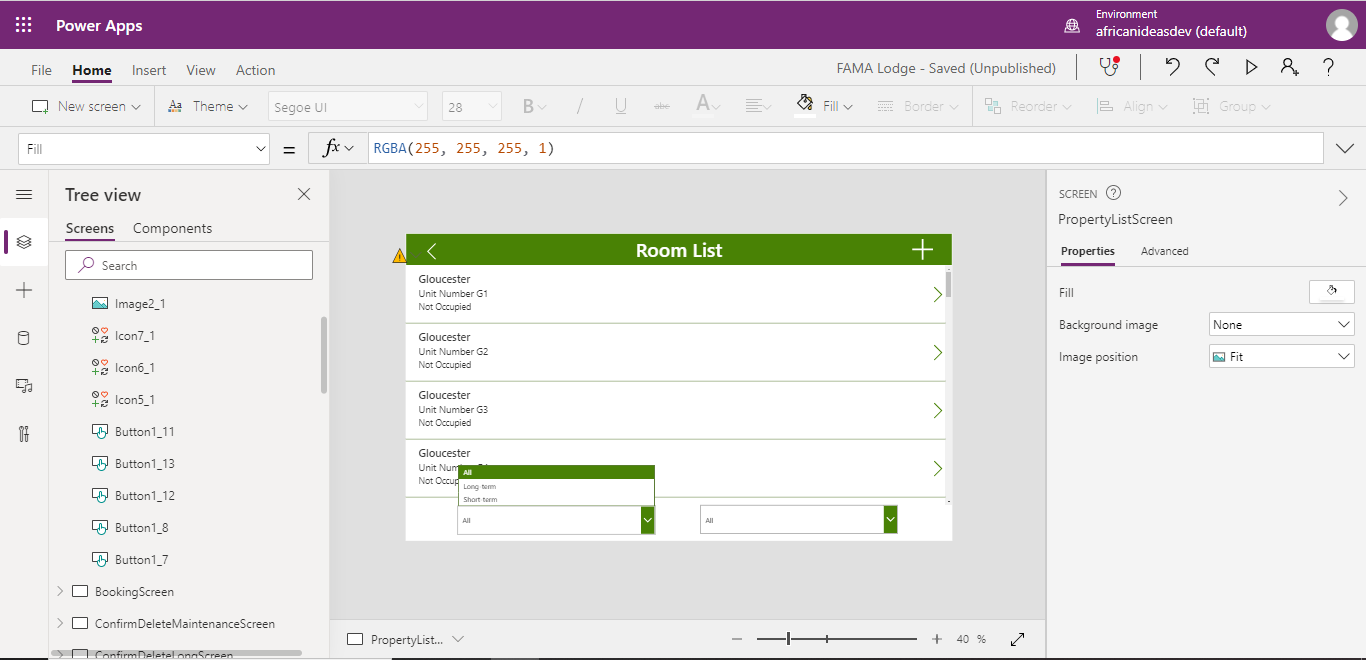 Power Apps
Environment
africanideasdev (default)
File Home Insert View Action
FAMA Lodge - Saved (Unpublished)
New screen
Aa Theme
Segoe UI
28
B / U abc A
Fill
Border
Reorder
Align
Group
Fill
= fx
RGBA(255, 255, 255, 1)
Tree view
Screens Components
Search
Image2_1
Icon7_1
Icon6_1
Icon5_1
Button1_11
Button1_13
Button1_12
Button1_8
Button1_7
BookingScreen
ConfirmDeleteMaintenanceScreen
ConfirmDeleteLongScreen
Room List
Gloucester
Unit Number G1
Not Occupied
Gloucester
Unit Number G2
Not Occupied
Gloucester
Unit Number G3
Not Occupied
Gloucester
Unit Num
Not Occup
All
Long-term
Short-term
All
All
PropertyList...
40 %
SCREEN
PropertyListScreen
Properties Advanced
Fill
Background image None
Image position Fit